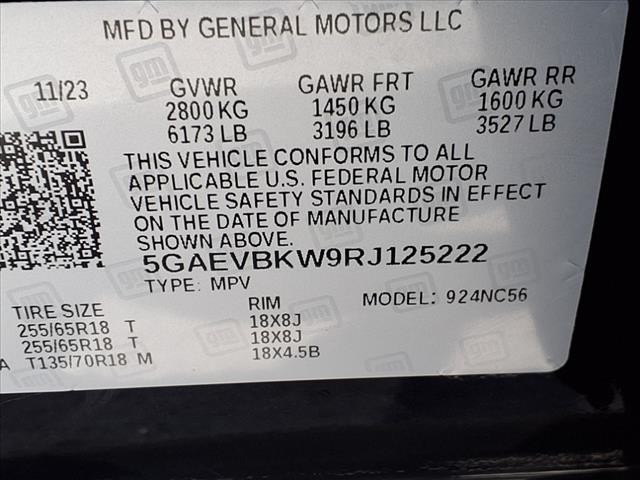 MFD BY GENERAL MOTORS LLC
11/23 GVWR GAWR FRT GAWR RR
2800 KG 1450 KG 1600 KG
6173 LB 3196 LB 3527 LB
THIS VEHICLE CONFORMS TO ALL
APPLICABLE U.S. FEDERAL MOTOR
VEHICLE SAFETY STANDARDS IN EFFECT
ON THE DATE OF MANUFACTURE
SHOWN ABOVE.
5GAEVBKW9RJ125222
TYPE: MPV MODEL: 924NC56
TIRE SIZE RIM
255/65R18 T 18X8J
255/65R18 T 18X8J
A T135/70R18 M 18X4.5B
gm